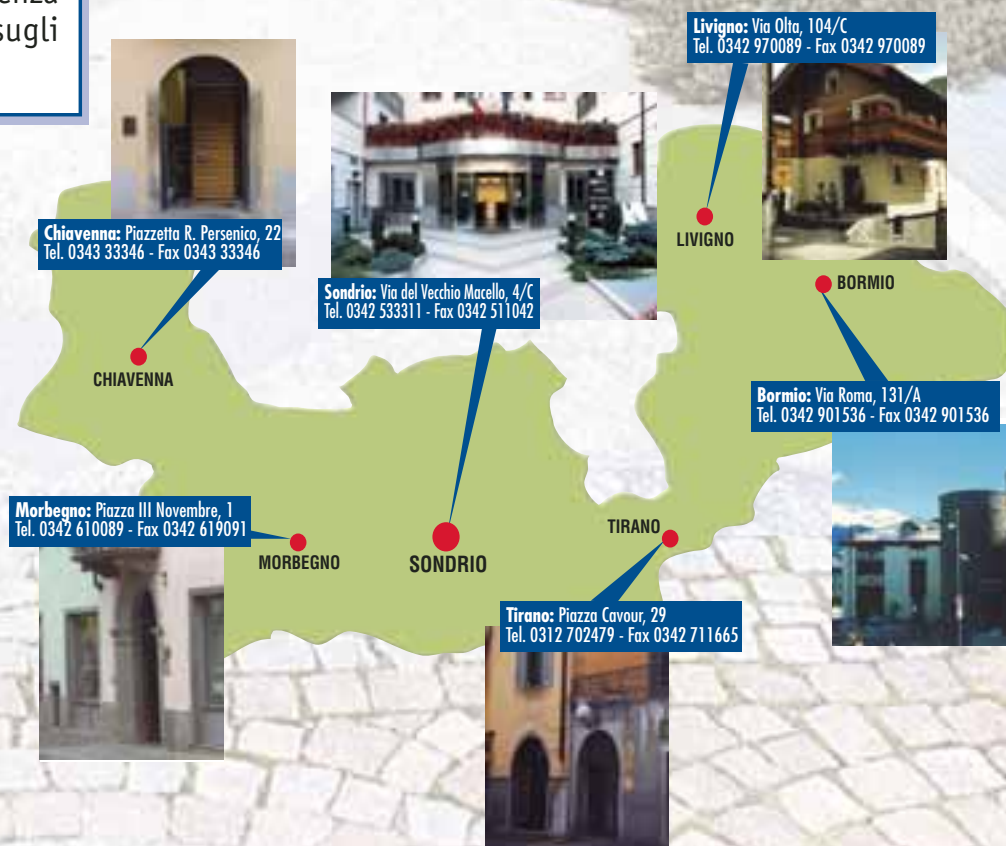 enza
sugli
Livigno: Via Olta, 104/C
Tel. 0342 970089 - Fax 0342 970089
Chiavenna: Piazzetta R. Persenico, 22
Tel. 0343 33346 - Fax 0343 33346
LIVIGNO
Sondrio: Via del Vecchio Macello, 4/C
Tel. 0342 533311 - Fax 0342 511042
BORMIO
CHIAVENNA
Bormio: Via Roma, 131/A
Tel. 0342 901536 - Fax 0342 901536
Morbegno: Piazza III Novembre, 1
Tel. 0342 610089 - Fax 0342 619091
MORBEGNO
SONDRIO
TIRANO
Tirano: Piazza Cavour, 29
Tel. 0312 702479 - Fax 0342 711665